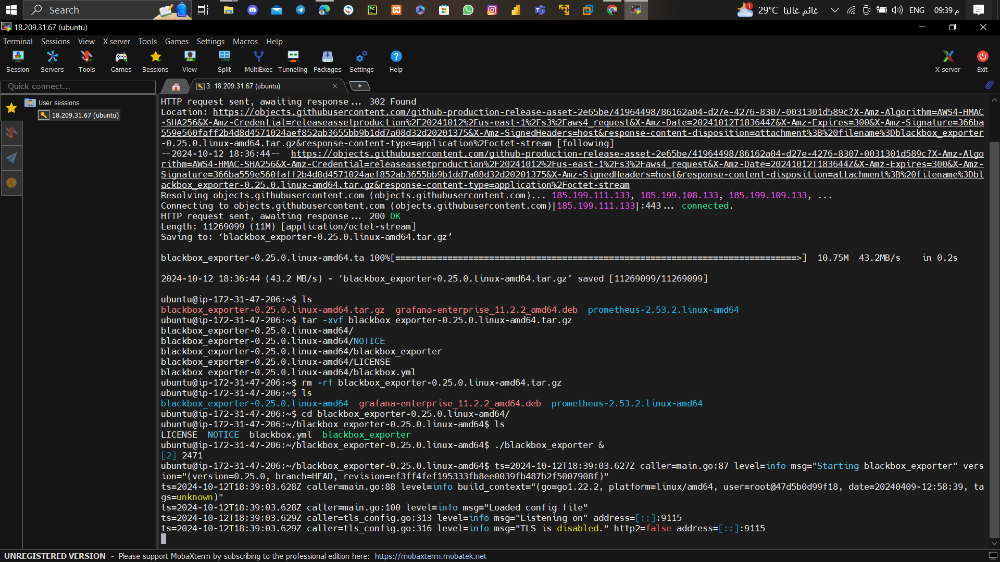 Search
29°C غائم غالبًا
ENG
09:39 م
18.209.31.67 (ubuntu)
Terminal Sessions View X server Tools Games Settings Macros Help
Session Servers Tools Games Sessions View Split MultiExec Tunneling Packages Settings Help X server Exit
Quick connect...
3. 18.209.31.67 (ubuntu)
User sessions
18.209.31.67 (ubuntu)
HTTP request sent, awaiting response... 302 Found
Location: https://objects.githubusercontent.com/github-production-release-asset-2e65be/41964498/86162a04-d27e-4276-8307-0031301d589c?X-Amz-Algorithm=AWS4-HMAC
-SHA256&X-Amz-Credential=releaseassetproduction%2F20241012%2Fus-east-1%2Fs3%2Faws4_request&X-Amz-Date=20241012T183644Z&X-Amz-Expires=300&X-Amz-Signature=366ba
559e560faff2b4d8d4571024aef852ab3655bb9b1dd7a08d32d20201375&X-Amz-SignedHeaders=host&response-content-disposition=attachment%3B%20filename%3Dblackbox_exporter
-0.25.0.linux-amd64.tar.gz&response-content-type=application%2Foctet-stream [following]
--2024-10-12 18:36:44--  https://objects.githubusercontent.com/github-production-release-asset-2e65be/41964498/86162a04-d27e-4276-8307-0031301d589c?X-Amz-Algo
rithm=AWS4-HMAC-SHA256&X-Amz-Credential=releaseassetproduction%2F20241012%2Fus-east-1%2Fs3%2Faws4_request&X-Amz-Date=20241012T183644Z&X-Amz-Expires=300&X-Amz-
Signature=366ba559e560faff2b4d8d4571024aef852ab3655bb9b1dd7a08d32d20201375&X-Amz-SignedHeaders=host&response-content-disposition=attachment%3B%20filename%3Dbl
ackbox_exporter-0.25.0.linux-amd64.tar.gz&response-content-type=application%2Foctet-stream
Resolving objects.githubusercontent.com (objects.githubusercontent.com)... 185.199.111.133, 185.199.108.133, 185.199.109.133, ...
Connecting to objects.githubusercontent.com (objects.githubusercontent.com)|185.199.111.133|:443... connected.
HTTP request sent, awaiting response... 200 OK
Length: 11269099 (11M) [application/octet-stream]
Saving to: ‘blackbox_exporter-0.25.0.linux-amd64.tar.gz’
blackbox_exporter-0.25.0.linux-amd64.ta 100%[=============================================================================>]  10.75M  43.2MB/s    in 0.2s
2024-10-12 18:36:44 (43.2 MB/s) - ‘blackbox_exporter-0.25.0.linux-amd64.tar.gz’ saved [11269099/11269099]
ubuntu@ip-172-31-47-206:~$ ls
blackbox_exporter-0.25.0.linux-amd64.tar.gz  grafana-enterprise_11.2.2_amd64.deb  prometheus-2.53.2.linux-amd64
ubuntu@ip-172-31-47-206:~$ tar -xvf blackbox_exporter-0.25.0.linux-amd64.tar.gz
blackbox_exporter-0.25.0.linux-amd64/
blackbox_exporter-0.25.0.linux-amd64/NOTICE
blackbox_exporter-0.25.0.linux-amd64/blackbox_exporter
blackbox_exporter-0.25.0.linux-amd64/LICENSE
blackbox_exporter-0.25.0.linux-amd64/blackbox.yml
ubuntu@ip-172-31-47-206:~$ rm -rf blackbox_exporter-0.25.0.linux-amd64.tar.gz
ubuntu@ip-172-31-47-206:~$ ls
blackbox_exporter-0.25.0.linux-amd64  grafana-enterprise_11.2.2_amd64.deb  prometheus-2.53.2.linux-amd64
ubuntu@ip-172-31-47-206:~$ cd blackbox_exporter-0.25.0.linux-amd64/
ubuntu@ip-172-31-47-206:~/blackbox_exporter-0.25.0.linux-amd64$ ls
LICENSE  NOTICE  blackbox.yml  blackbox_exporter
ubuntu@ip-172-31-47-206:~/blackbox_exporter-0.25.0.linux-amd64$ ./blackbox_exporter &
[2] 2471
ubuntu@ip-172-31-47-206:~/blackbox_exporter-0.25.0.linux-amd64$ ts=2024-10-12T18:39:03.627Z caller=main.go:87 level=info msg="Starting blackbox_exporter" vers
ion="(version=0.25.0, branch=HEAD, revision=ef3ff4fef195333fb8ee0039fb487b2f5007908f)"
ts=2024-10-12T18:39:03.628Z caller=main.go:88 level=info build_context="(go=go1.22.2, platform=linux/amd64, user=root@47d5b0d99f18, date=20240409-12:58:39, ta
gs=unknown)"
ts=2024-10-12T18:39:03.628Z caller=main.go:100 level=info msg="Loaded config file"
ts=2024-10-12T18:39:03.629Z caller=tls_config.go:313 level=info msg="Listening on" address=[::]:9115
ts=2024-10-12T18:39:03.629Z caller=tls_config.go:316 level=info msg="TLS is disabled." http2=false address=[::]:9115
UNREGISTERED VERSION - Please support MobaXterm by subscribing to the professional edition here: https://mobaxterm.mobatek.net